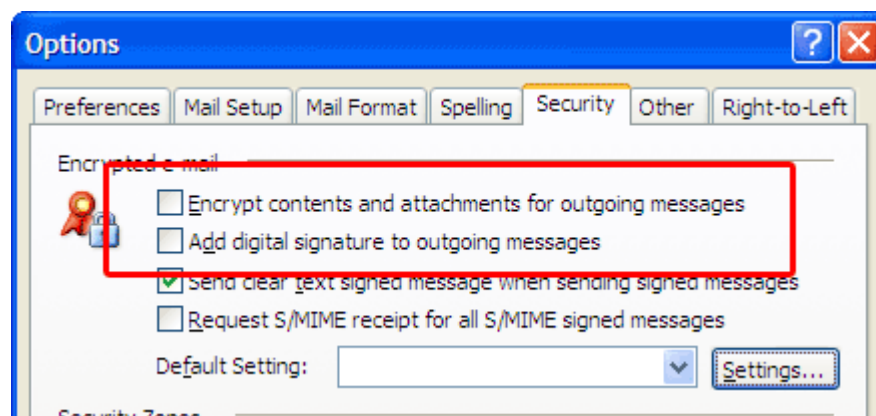 Options
Preferences Mail Setup Mail Format Spelling Security Other Right-to-Left
Encrypted e-mail
Encrypt contents and attachments for outgoing messages
Add digital signature to outgoing messages
Send clear text signed message when sending signed messages
Request S/MIME receipt for all S/MIME signed messages
Default Setting: Settings...
Security Zones